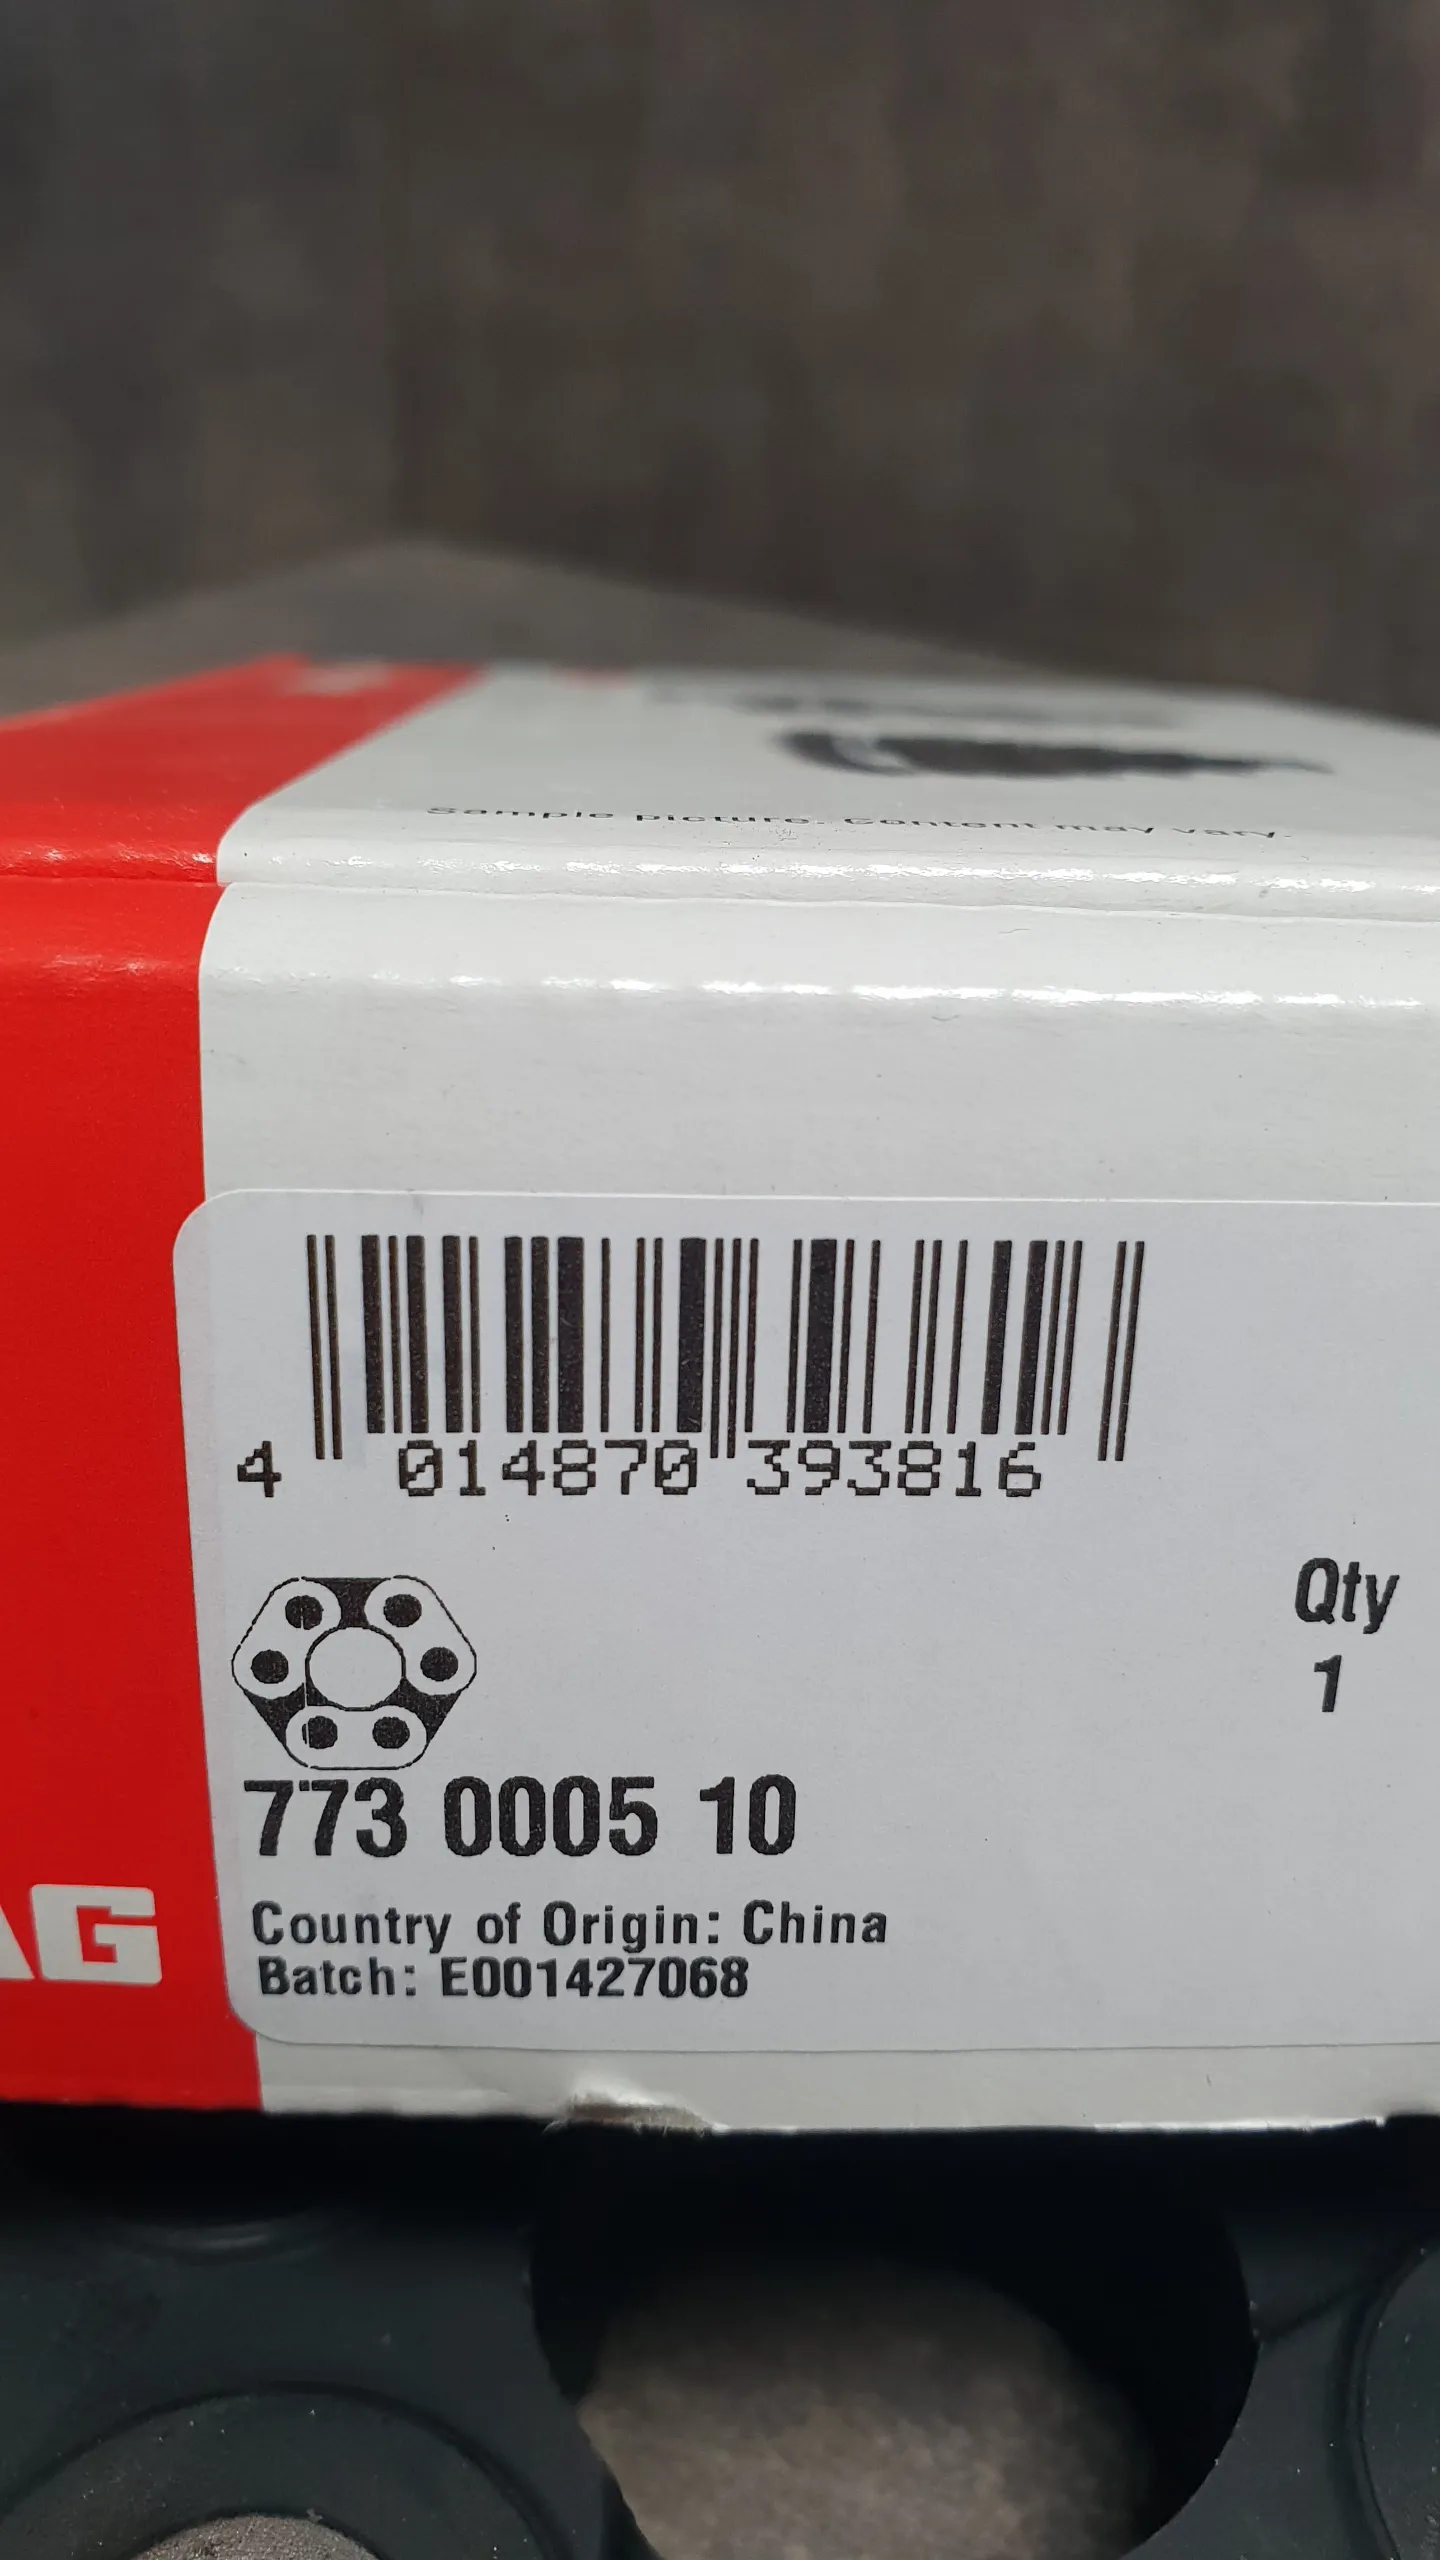 Sample picture. Content may vary.
4 014870 393816
Qty
1
773 0005 10
AG
Country of Origin: China
Batch: E001427068